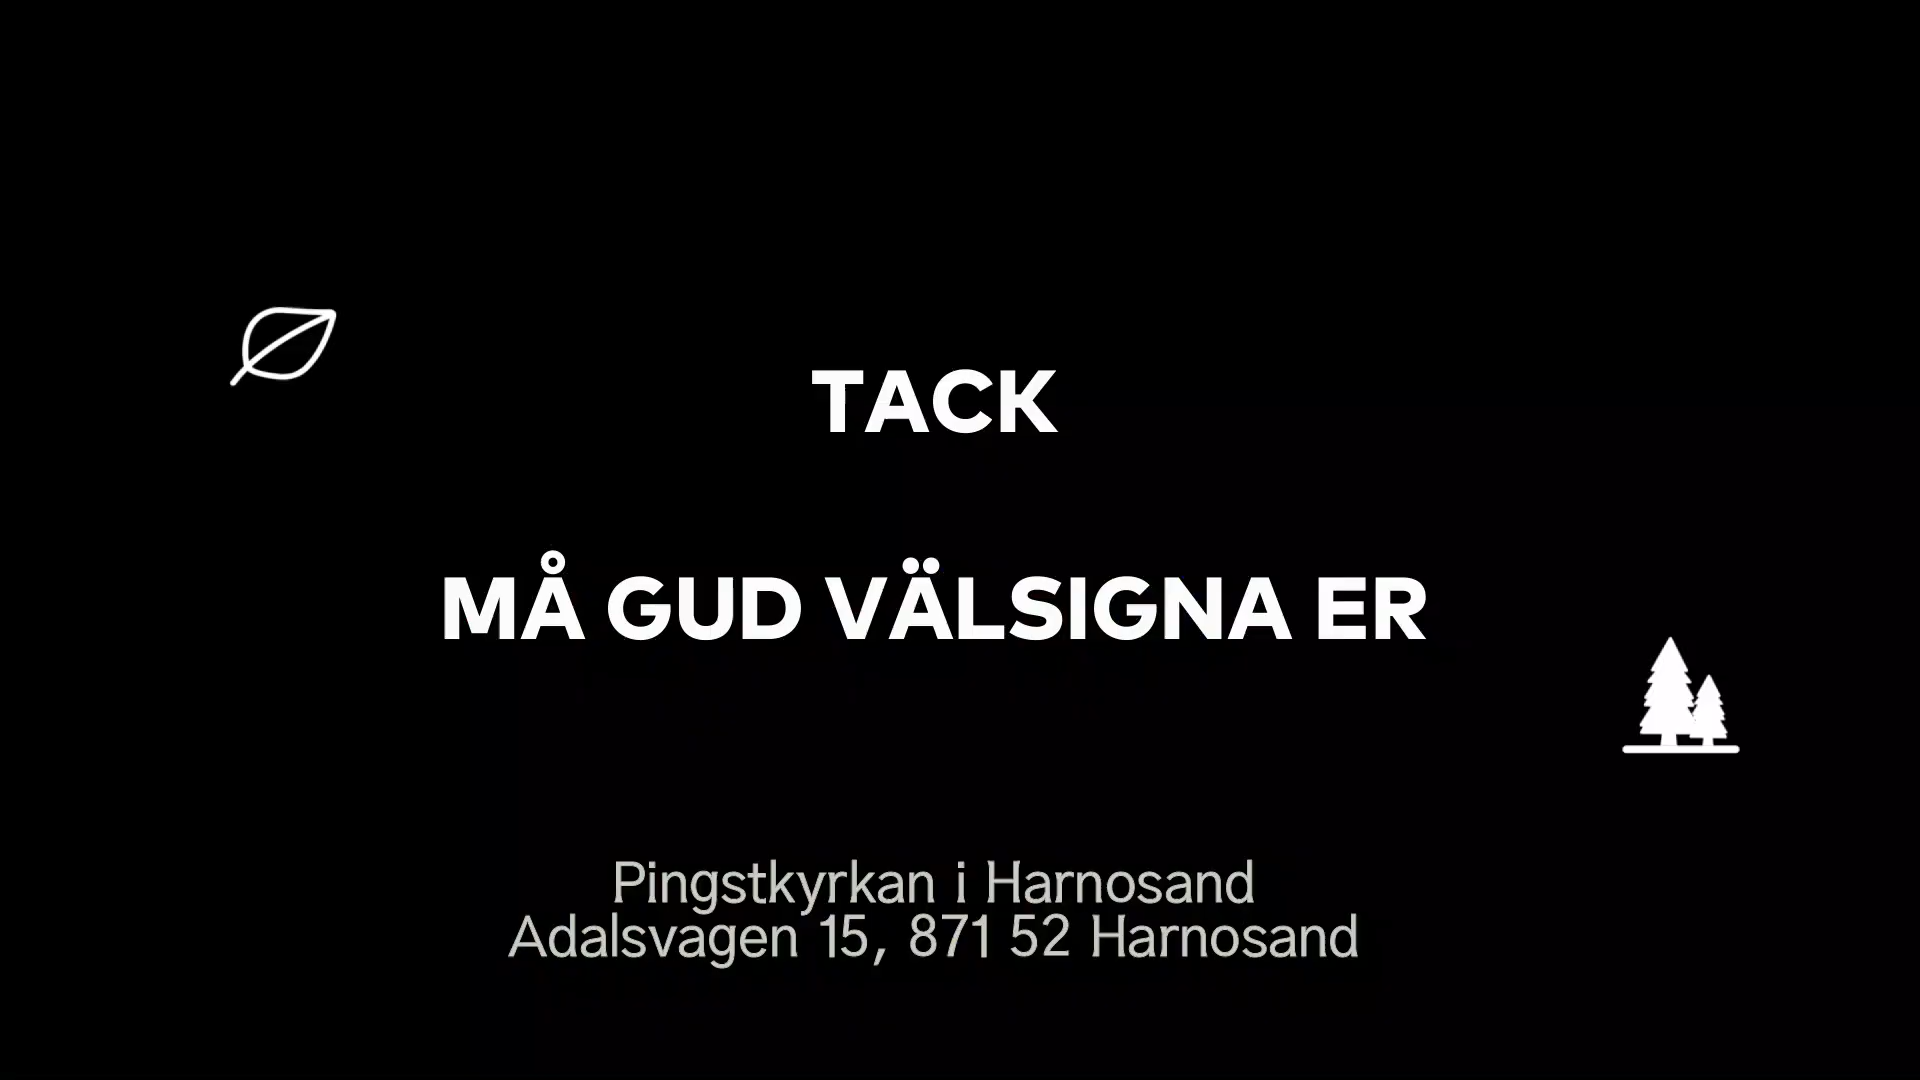 TACK
MÅ GUD VÄLSIGNA ER
Pingstkyrkan i Harnosand
Adalsvagen 15, 871 52 Harnosand